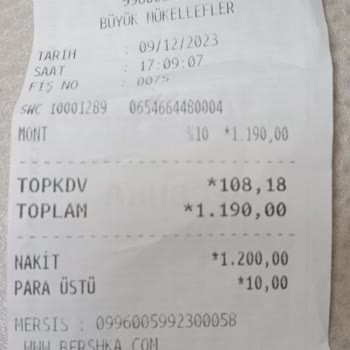 BÜYÜK MÜKELLEFLER
TARİH : 09/12/2023
SAAT : 17:09:07
FİŞ NO : 0075
SWC I0001289 0654664480004
MONT %10 *1.190,00
TOPKDV *108,18
TOPLAM *1.190,00
NAKİT *1.200,00
PARA ÜSTÜ *10,00
MERSIS : 0996005992300058
WWW.BERSHKA.COM